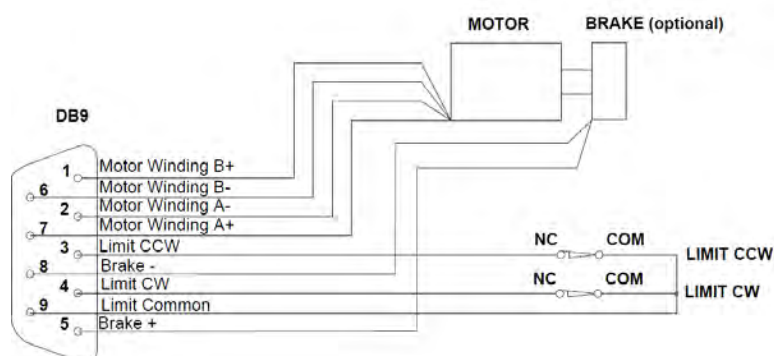 MOTOR
BRAKE (optional)
DB9
1 Motor Winding B+
6 Motor Winding B-
2 Motor Winding A-
7 Motor Winding A+
3 Limit CCW
8 Brake -
4 Limit CW
9 Limit Common
5 Brake +
NC COM LIMIT CCW
NC COM LIMIT CW